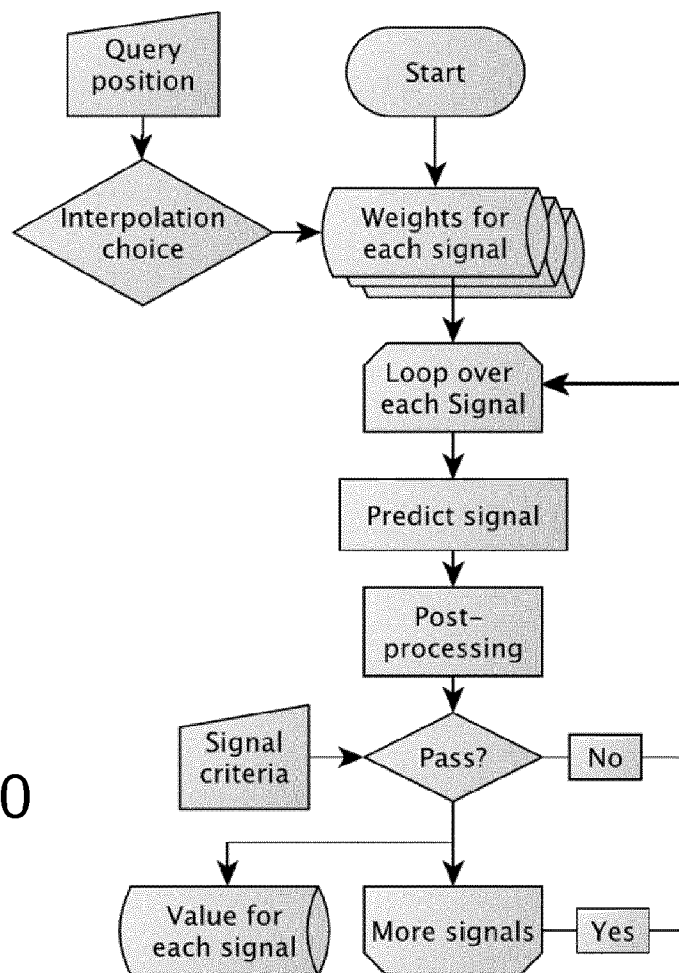 Query
position
Start
Interpolation
choice
Weights for
each signal
Loop over
each Signal
Predict signal
Post-
processing
Signal
criteria
Pass?
No
0
Value for
each signal
More signals
Yes